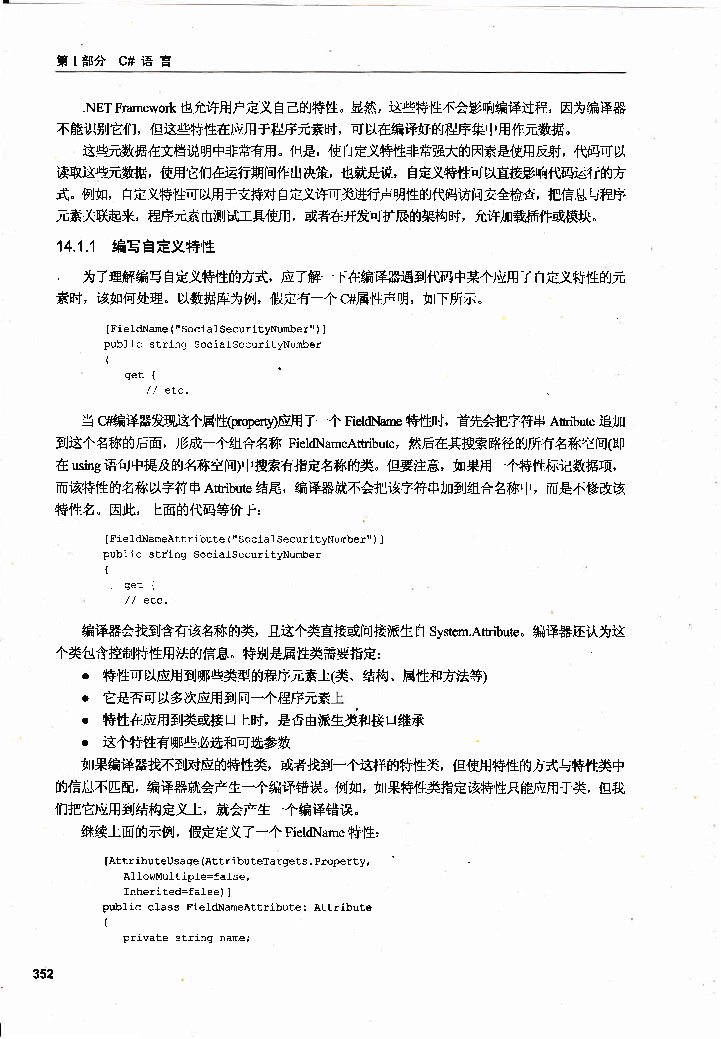 第 I 部分 C# 语 言
.NET Framework 也允许用户定义自己的特性。显然，这些特性不会影响编译过程，因为编译器
不能识别它们，但这些特性在应用于程序元素时，可以在编译好的程序集中用作元数据。
这些元数据在文档说明中非常有用。但是，使自定义特性非常强大的因素是使用反射，代码可以
读取这些元数据，使用它们在运行期间作出决策，也就是说，自定义特性可以直接影响代码运行的方
式。例如，自定义特性可以用于支持对自定义许可类进行声明性的代码访问安全检查，把信息与程序
元素关联起来，程序元素由测试工具使用，或者在开发可扩展的架构时，允许加载插件或模块。
14.1.1 编写自定义特性
为了理解编写自定义特性的方式，应了解一下在编译器遇到代码中某个应用了自定义特性的元
素时，该如何处理。以数据库为例，假定有一个 C#属性声明，如下所示。
[FieldName("SocialSecurityNumber")]
public string SocialSecurityNumber
{
get {
// etc.
当 C#编译器发现这个属性(property)应用了一个 FieldName 特性时，首先会把字符串 Attribute 追加
到这个名称的后面，形成一个组合名称 FieldNameAttribute，然后在其搜索路径的所有名称空间(即
在 using 语句中提及的名称空间)中搜索有指定名称的类。但要注意，如果用一个特性标记数据项，
而该特性的名称以字符串 Attribute 结尾，编译器就不会把该字符串加到组合名称中，而是不修改该
特性名。因此，上面的代码等价于：
[FieldNameAttribute("SocialSecurityNumber")]
public string SocialSecurityNumber
{
get {
// etc.
编译器会找到含有该名称的类，且这个类直接或间接派生自 System.Attribute。编译器还认为这
个类包含控制特性用法的信息。特别是属性类需要指定：
● 特性可以应用到哪些类型的程序元素上(类、结构、属性和方法等)
● 它是否可以多次应用到同一个程序元素上
● 特性在应用到类或接口上时，是否由派生类和接口继承
● 这个特性有哪些必选和可选参数
如果编译器找不到对应的特性类，或者找到一个这样的特性类，但使用特性的方式与特性类中
的信息不匹配，编译器就会产生一个编译错误。例如，如果特性类指定该特性只能应用于类，但我
们把它应用到结构定义上，就会产生一个编译错误。
继续上面的示例，假定定义了一个 FieldName 特性：
[AttributeUsage(AttributeTargets.Property,
AllowMultiple=false,
Inherited=false)]
public class FieldNameAttribute: Attribute
{
private string name;
352